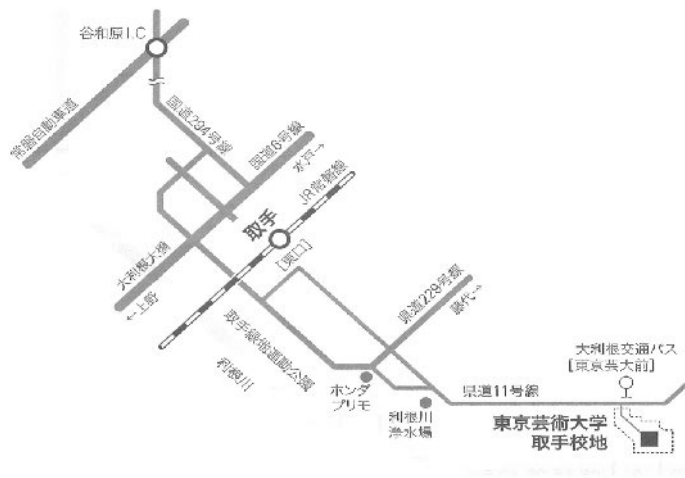 谷和原I.C
常磐自動車道
国道294号線
国道6号線
水戸→
JR常磐線
取手
[東口]
大利根大橋
←上野
県道229号線
藤代→
取手緑地運動公園
利根川
大利根交通バス
[東京芸大前]
ホンダ
プリモ
県道11号線
利根川
浄水場
東京芸術大学
取手校地